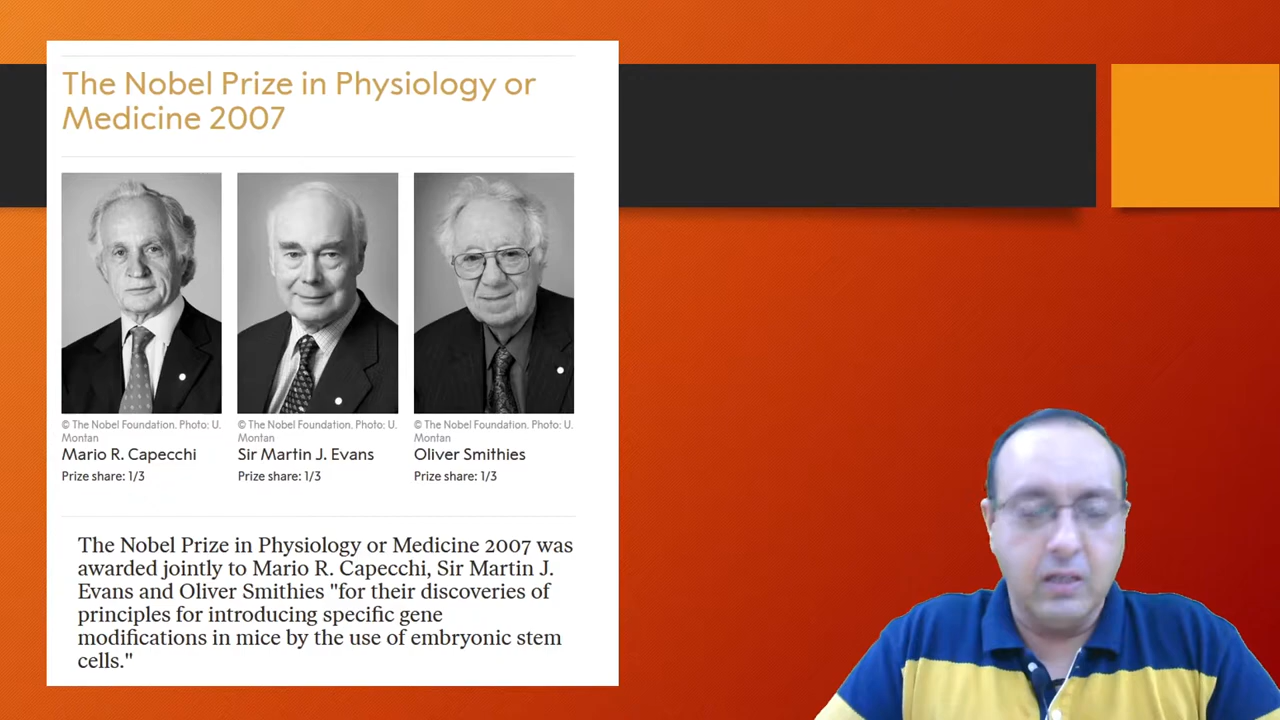 The Nobel Prize in Physiology or
Medicine 2007
© The Nobel Foundation. Photo: U.
Montan
Mario R. Capecchi
Prize share: 1/3
© The Nobel Foundation. Photo: U.
Montan
Sir Martin J. Evans
Prize share: 1/3
© The Nobel Foundation. Photo: U.
Montan
Oliver Smithies
Prize share: 1/3
The Nobel Prize in Physiology or Medicine 2007 was
awarded jointly to Mario R. Capecchi, Sir Martin J.
Evans and Oliver Smithies "for their discoveries of
principles for introducing specific gene
modifications in mice by the use of embryonic stem
cells."